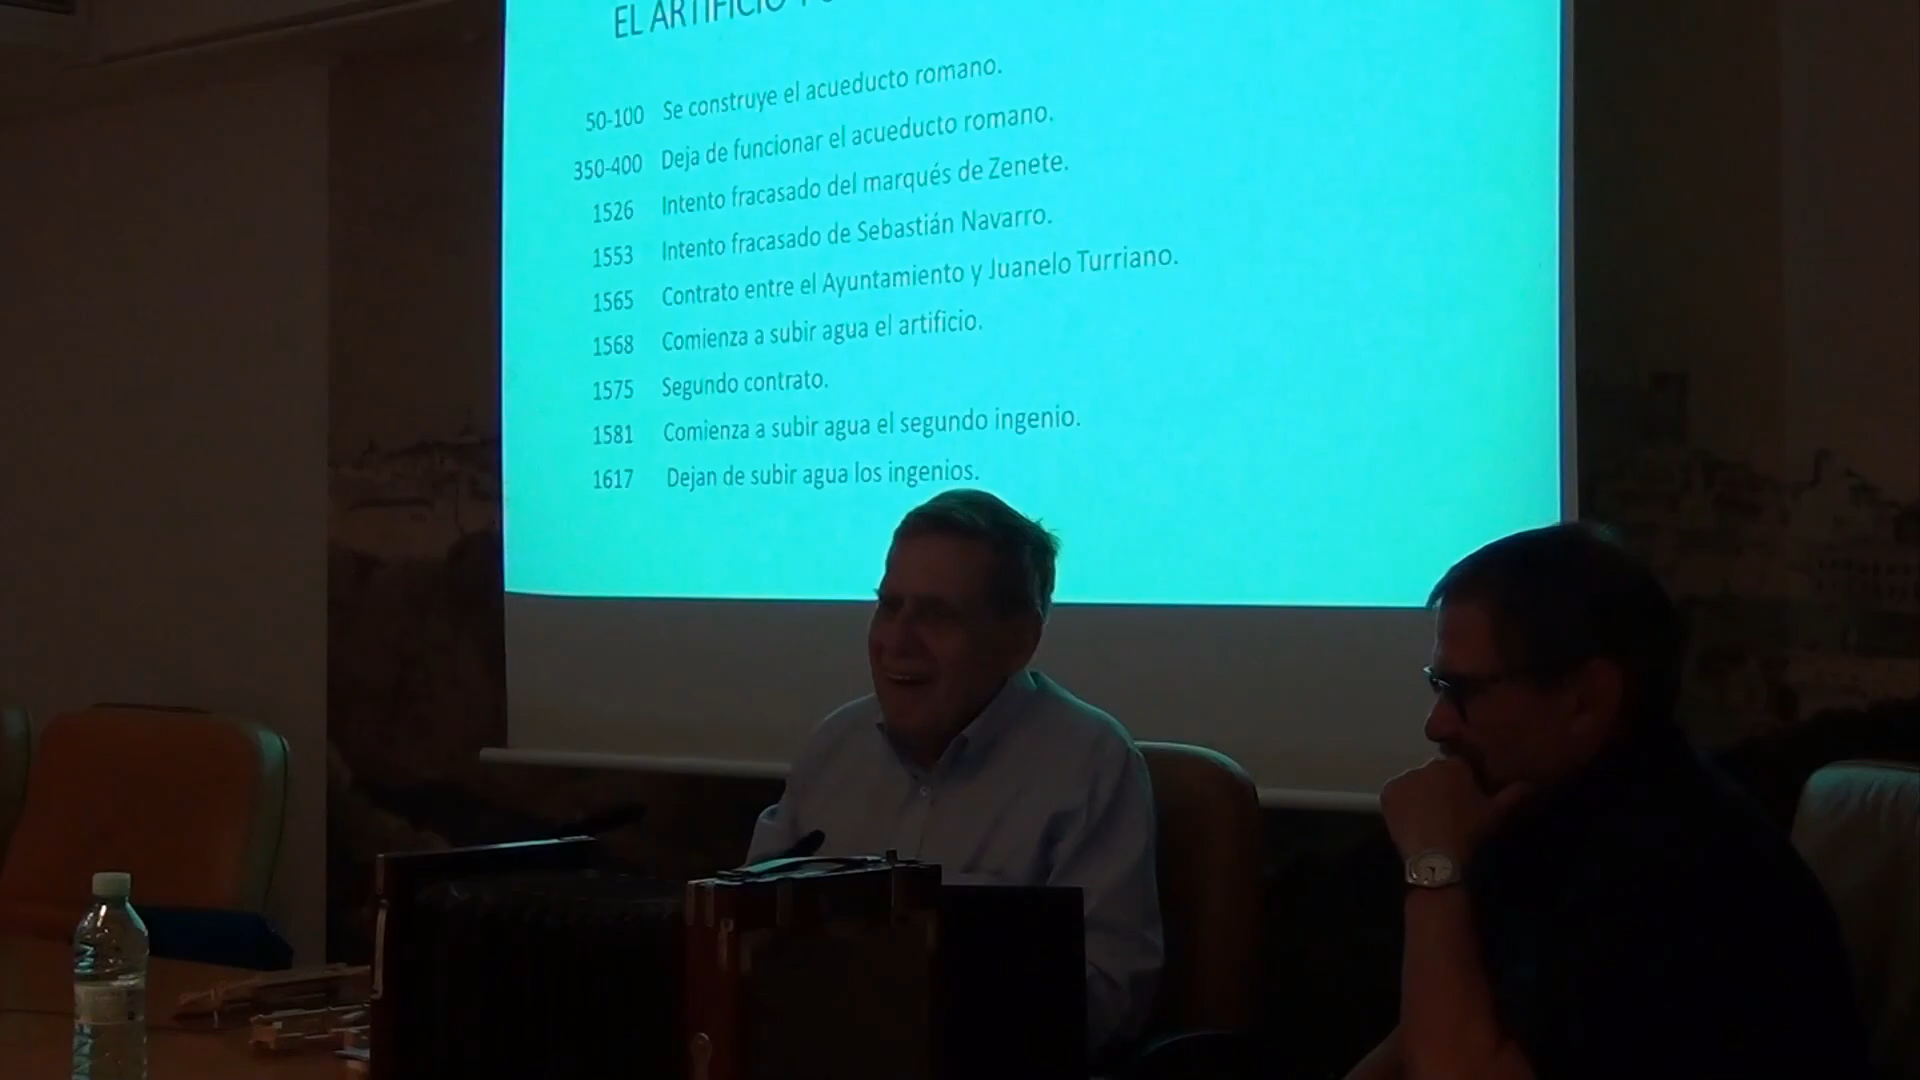 EL ARTIFICIO
50-100 Se construye el acueducto romano.
350-400 Deja de funcionar el acueducto romano.
1526 Intento fracasado del marqués de Zenete.
1553 Intento fracasado de Sebastián Navarro.
1565 Contrato entre el Ayuntamiento y Juanelo Turriano.
1568 Comienza a subir agua el artificio.
1575 Segundo contrato.
1581 Comienza a subir agua el segundo ingenio.
1617 Dejan de subir agua los ingenios.